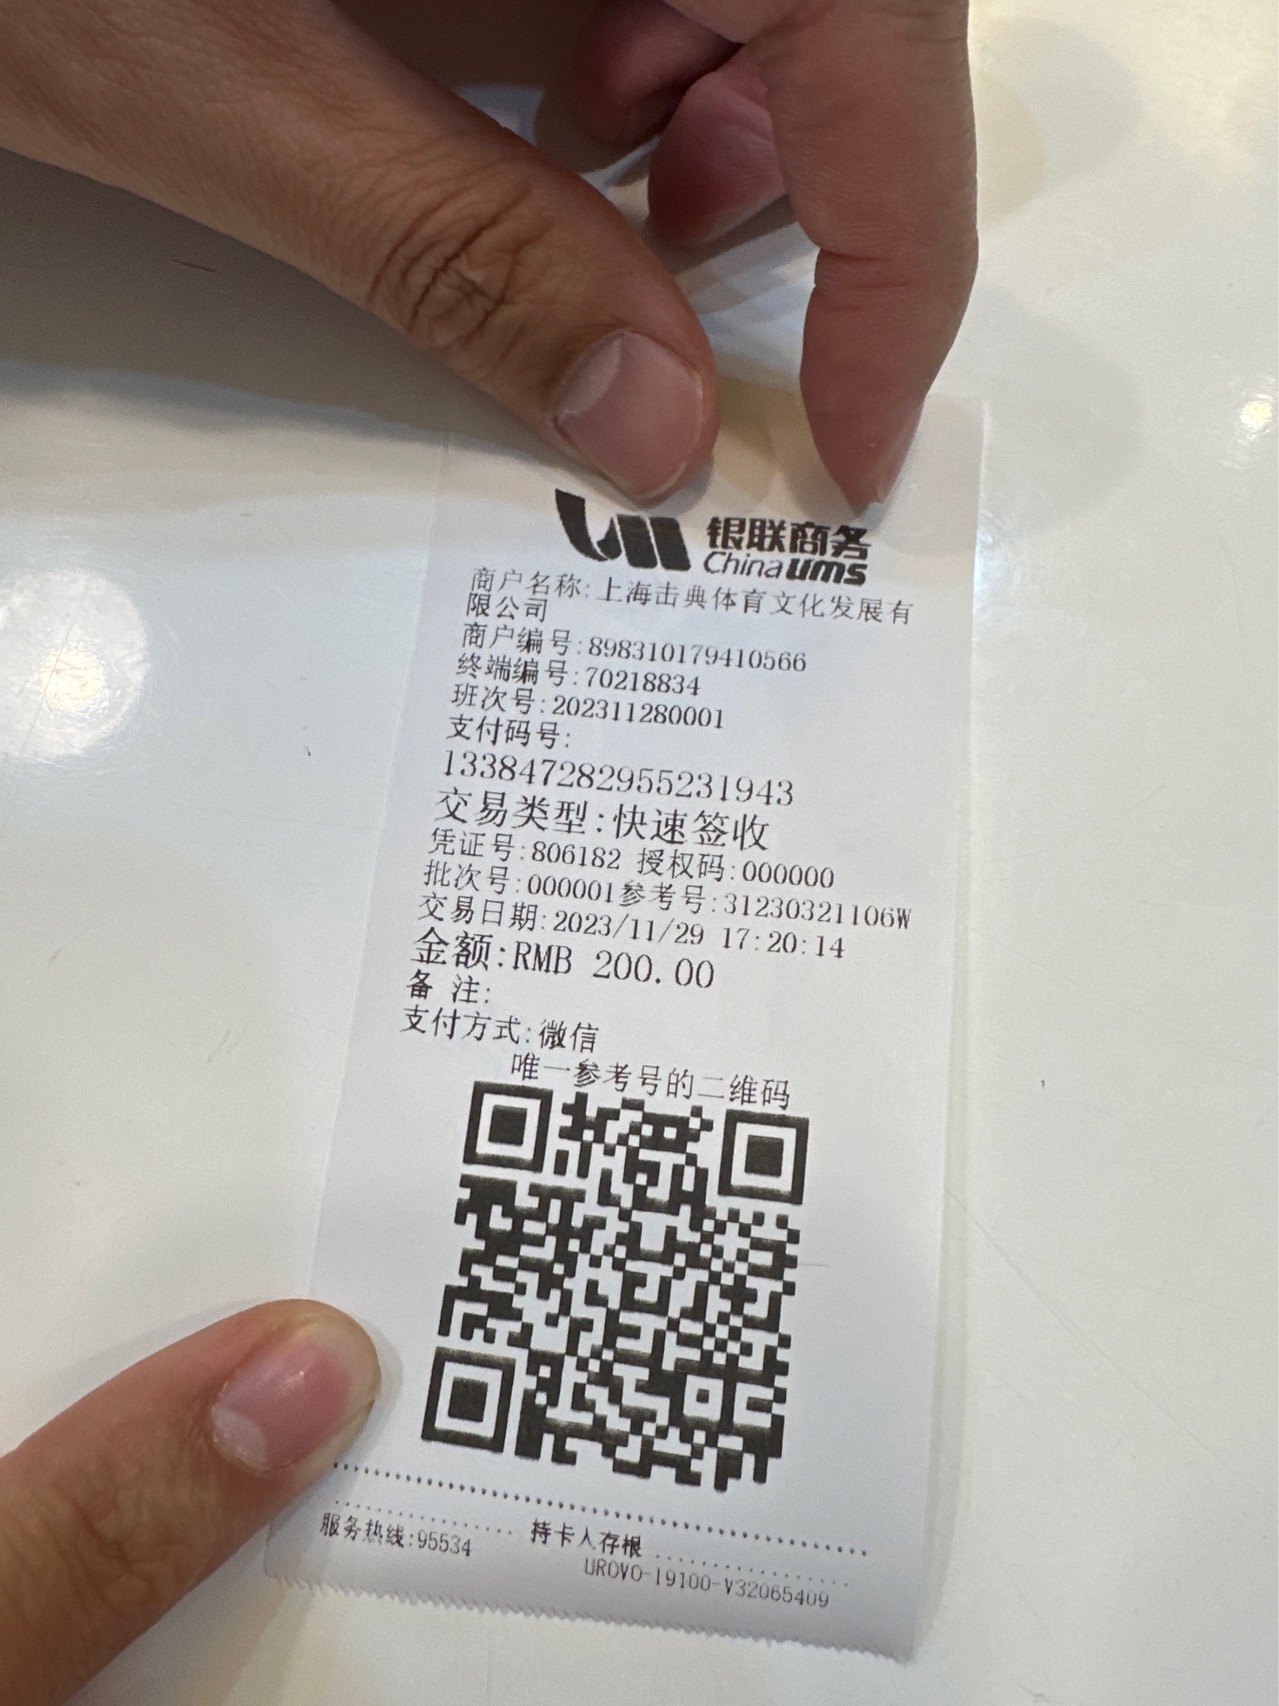 银联商务
Chinaums
商户名称:上海击典体育文化发展有
限公司
商户编号:898310179410566
终端编号:70218834
班次号:202311280001
支付码号:
133847282955231943
交易类型:快速签收
凭证号:806182 授权码:000000
批次号:000001参考号:31230321106W
交易日期:2023/11/29 17:20:14
金额:RMB 200.00
备 注:
支付方式:微信
唯一参考号的二维码
持卡人存根
服务热线:95534
UROVO-I9100-V32065409